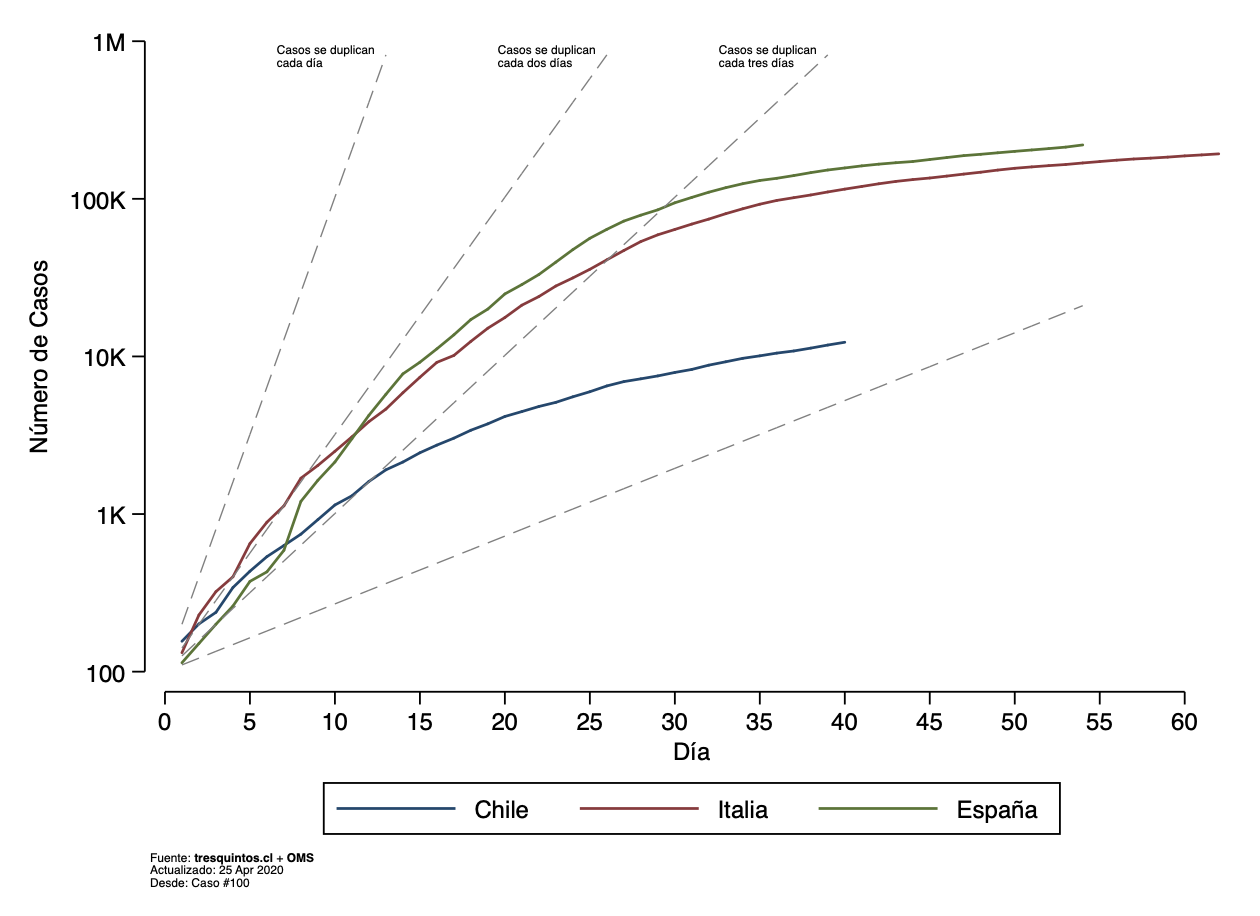 1M
100K
10K
1K
100
Número de Casos
Casos se duplican
cada día
Casos se duplican
cada dos días
Casos se duplican
cada tres días
0 5 10 15 20 25 30 35 40 45 50 55 60
Día
Chile Italia España
Fuente: tresquintos.cl + OMS
Actualizado: 25 Apr 2020
Desde: Caso #100